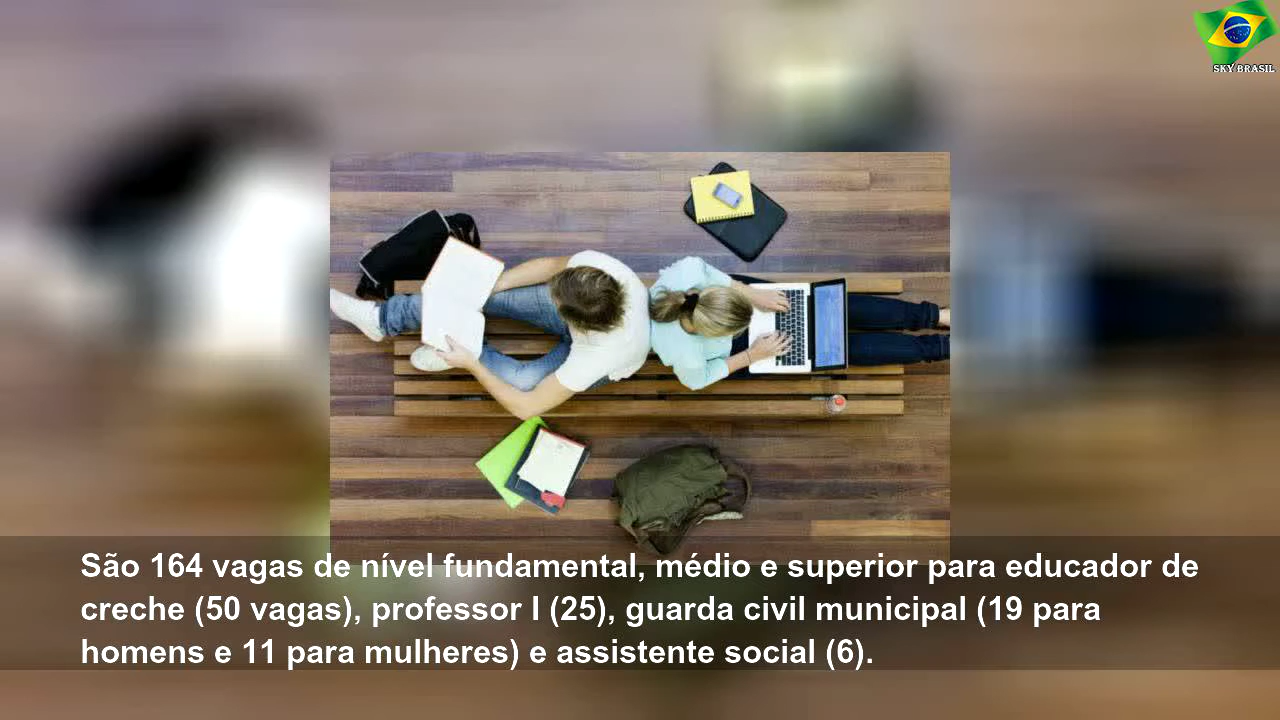 SKY BRASIL
São 164 vagas de nível fundamental, médio e superior para educador de
creche (50 vagas), professor I (25), guarda civil municipal (19 para
homens e 11 para mulheres) e assistente social (6).